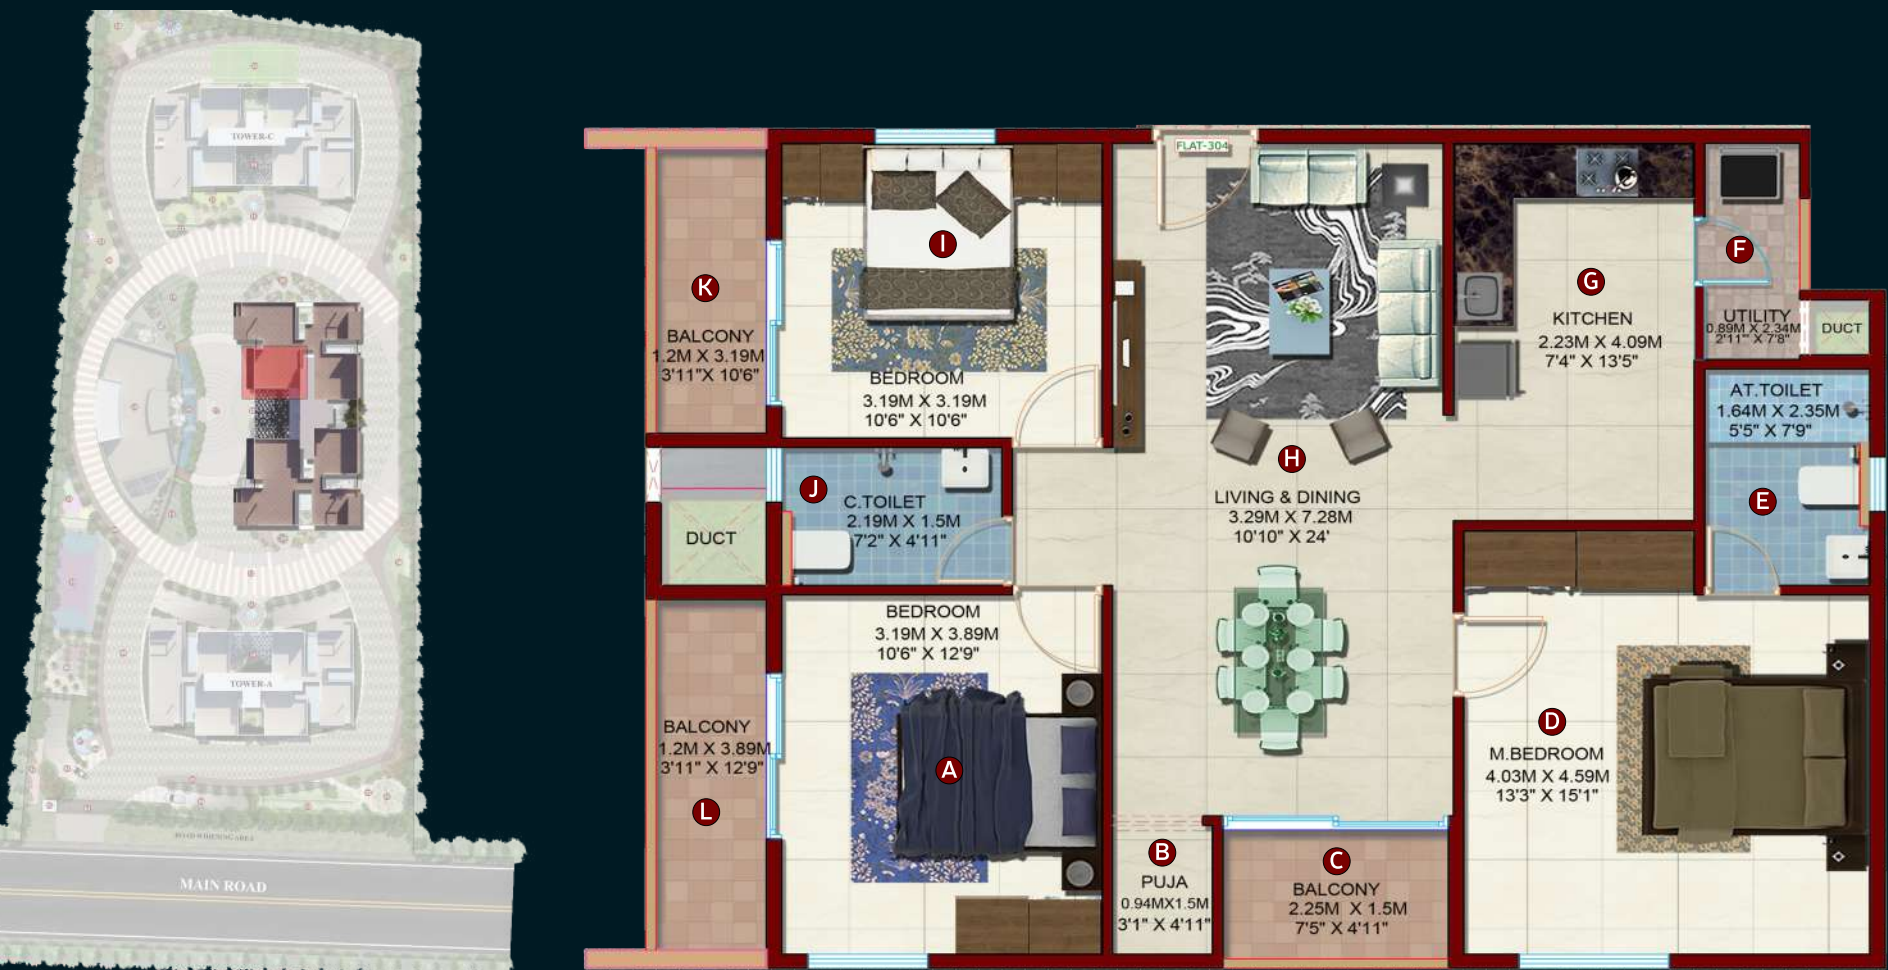 TOWER-C
TOWER-A
MAIN ROAD
FLAT-304
K
BALCONY
1.2M X 3.19M
3'11"X 10'6"
I
BEDROOM
3.19M X 3.19M
10'6" X 10'6"
G
KITCHEN
2.23M X 4.09M
7'4" X 13'5"
F
UTILITY
0.89M X 2.34M
2'11" X 7'8"
DUCT
AT.TOILET
1.64M X 2.35M
5'5" X 7'9"
E
H
LIVING & DINING
3.29M X 7.28M
10'10" X 24'
J
C.TOILET
2.19M X 1.5M
7'2" X 4'11"
DUCT
BEDROOM
3.19M X 3.89M
10'6" X 12'9"
A
BALCONY
1.2M X 3.89M
3'11" X 12'9"
L
D
M.BEDROOM
4.03M X 4.59M
13'3" X 15'1"
B
PUJA
0.94MX1.5M
3'1" X 4'11"
C
BALCONY
2.25M X 1.5M
7'5" X 4'11"